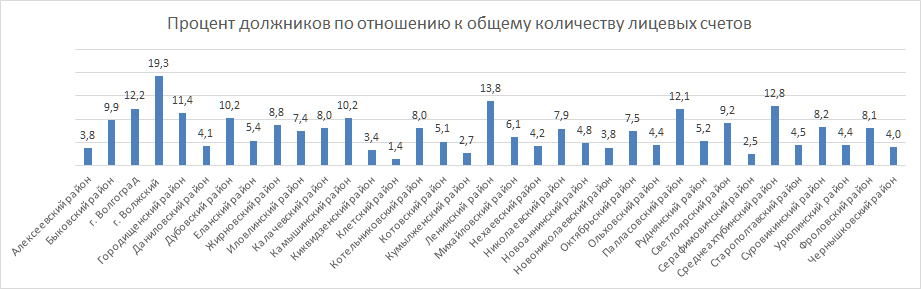 Процент должников по отношению к общему количеству лицевых счетов
3,8
9,9
12,2
19,3
11,4
4,1
10,2
5,4
8,8
7,4
8,0
10,2
3,4
1,4
8,0
5,1
2,7
13,8
6,1
4,2
7,9
4,8
3,8
7,5
4,4
12,1
5,2
9,2
2,5
12,8
4,5
8,2
4,4
8,1
4,0
Алексеевский район
Быковский район
г. Волгоград
г. Волжский
Городищенский район
Даниловский район
Дубовский район
Еланский район
Жирновский район
Иловлинский район
Калачевский район
Камышинский район
Киквидзенский район
Клетский район
Котельниковский район
Котовский район
Кумылженский район
Ленинский район
Михайловский район
Нехаевский район
Николаевский район
Новоаннинский район
Новониколаевский район
Октябрьский район
Ольховский район
Палласовский район
Руднянский район
Светлоярский район
Серафимовичский район
Среднеахтубинский район
Старополтавский район
Суровикинский район
Урюпинский район
Фроловский район
Чернышковский район